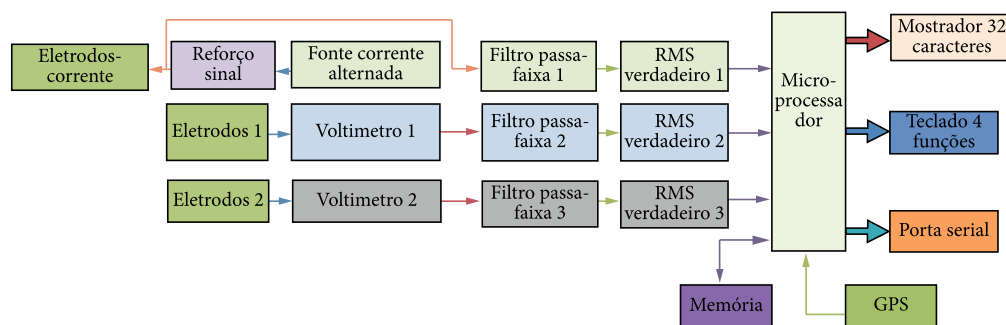 Eletrodos-
corrente
Reforço
sinal
Fonte corrente
alternada
Filtro passa-
faixa 1
RMS
verdadeiro 1
Micro-
processa
dor
Mostrador 32
caracteres
Eletrodos 1
Voltimetro 1
Filtro passa-
faixa 2
RMS
verdadeiro 2
Teclado 4
funções
Eletrodos 2
Voltimetro 2
Filtro passa-
faixa 3
RMS
verdadeiro 3
Porta serial
Memória
GPS